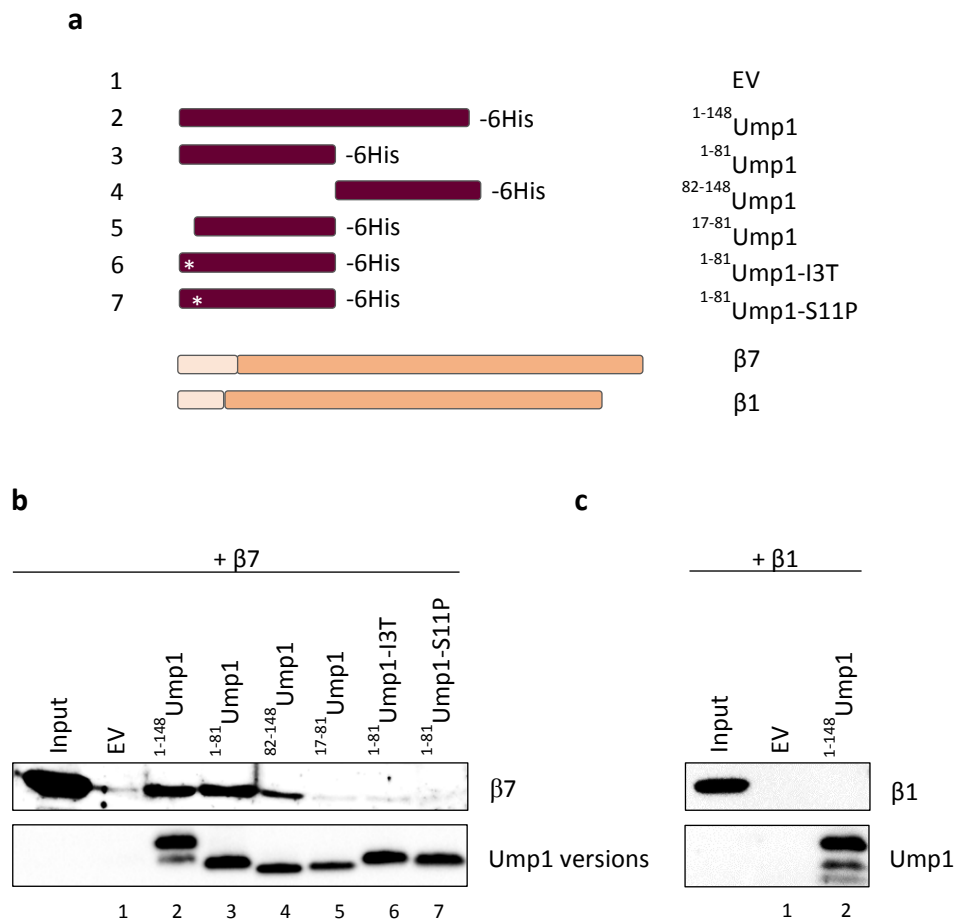 a
1 EV
2 -6His 1-148Ump1
3 -6His 1-81Ump1
4 -6His 82-148Ump1
5 -6His 17-81Ump1
6 * -6His 1-81Ump1-I3T
7 * -6His 1-81Ump1-S11P
β7
β1
b
+ β7
Input
EV
1-148Ump1
1-81Ump1
82-148Ump1
17-81Ump1
1-81Ump1-I3T
1-81Ump1-S11P
β7
Ump1 versions
1 2 3 4 5 6 7
c
+ β1
Input
EV
1-148Ump1
β1
Ump1
1 2